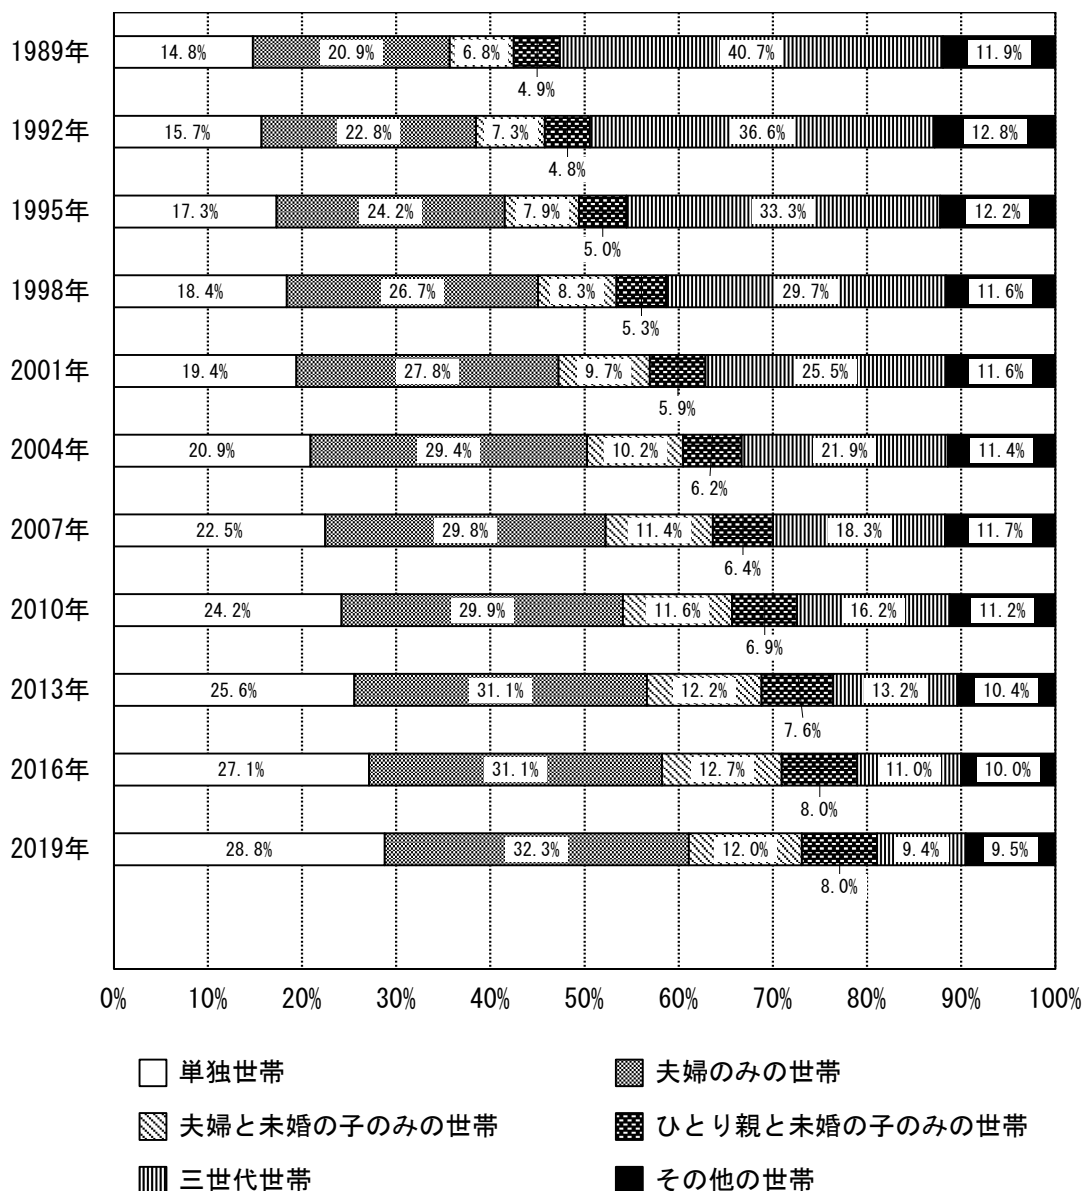 1989年 14.8% 20.9% 6.8% 40.7% 11.9%
4.9%
1992年 15.7% 22.8% 7.3% 36.6% 12.8%
4.8%
1995年 17.3% 24.2% 7.9% 33.3% 12.2%
5.0%
1998年 18.4% 26.7% 8.3% 29.7% 11.6%
5.3%
2001年 19.4% 27.8% 9.7% 25.5% 11.6%
5.9%
2004年 20.9% 29.4% 10.2% 21.9% 11.4%
6.2%
2007年 22.5% 29.8% 11.4% 18.3% 11.7%
6.4%
2010年 24.2% 29.9% 11.6% 16.2% 11.2%
6.9%
2013年 25.6% 31.1% 12.2% 13.2% 10.4%
7.6%
2016年 27.1% 31.1% 12.7% 11.0% 10.0%
8.0%
2019年 28.8% 32.3% 12.0% 9.4% 9.5%
8.0%
0% 10% 20% 30% 40% 50% 60% 70% 80% 90% 100%
単独世帯 夫婦のみの世帯
夫婦と未婚の子のみの世帯 ひとり親と未婚の子のみの世帯
三世代世帯 その他の世帯